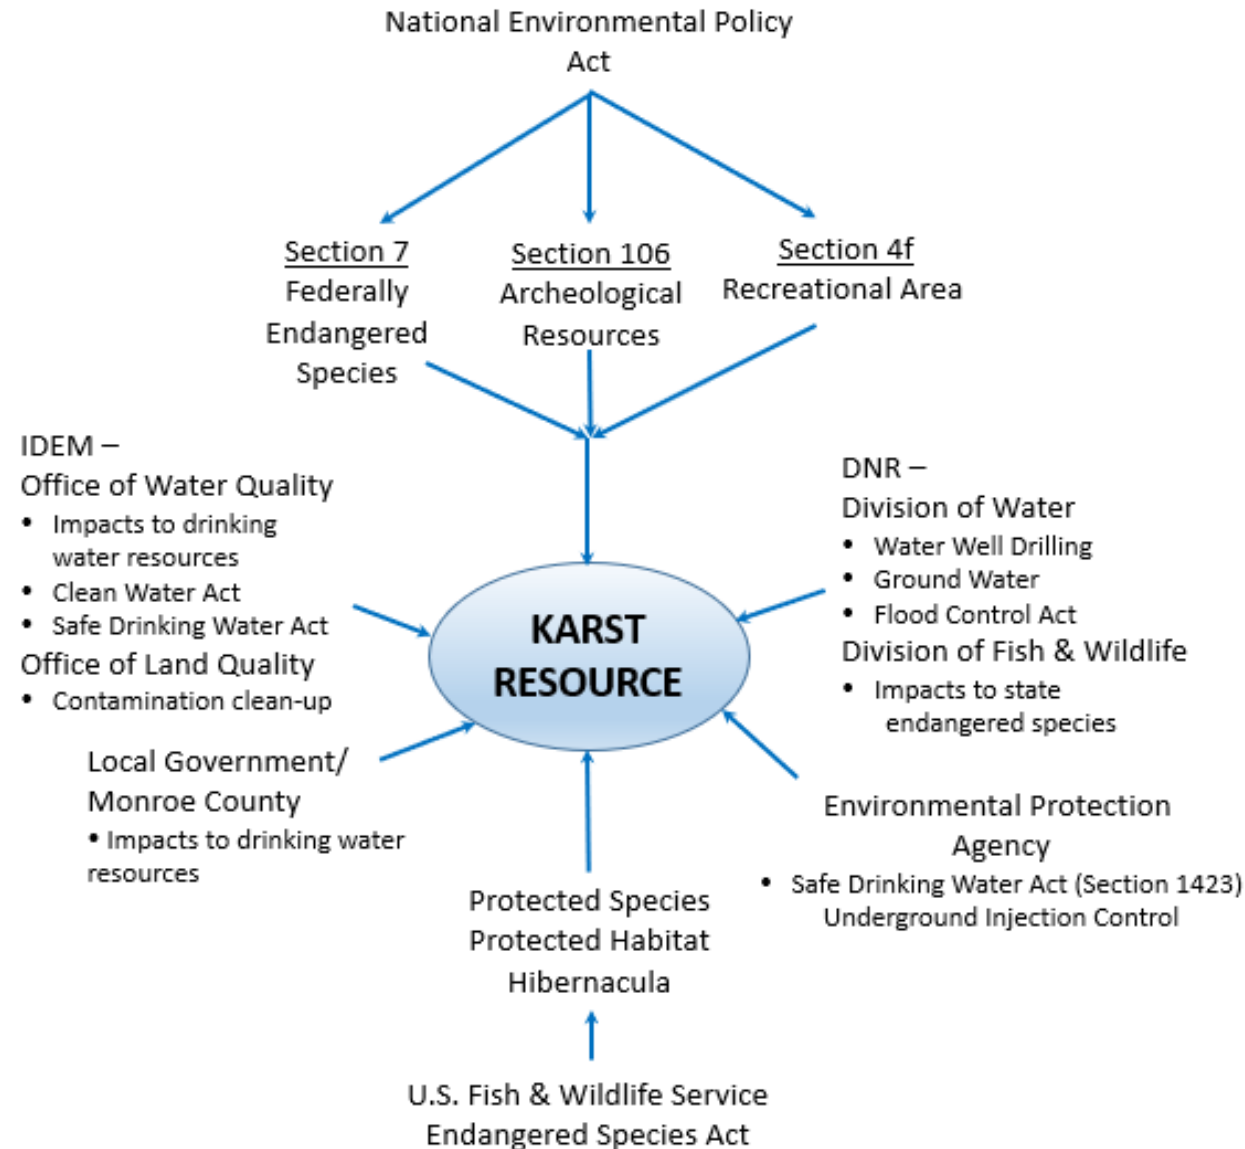 National Environmental Policy
Act
Section 7
Federally
Endangered
Species
Section 106
Archeological
Resources
Section 4f
Recreational Area
IDEM –
Office of Water Quality
• Impacts to drinking
water resources
• Clean Water Act
• Safe Drinking Water Act
Office of Land Quality
• Contamination clean-up
DNR –
Division of Water
• Water Well Drilling
• Ground Water
• Flood Control Act
Division of Fish & Wildlife
• Impacts to state
endangered species
KARST
RESOURCE
Local Government/
Monroe County
• Impacts to drinking water
resources
Environmental Protection
Agency
• Safe Drinking Water Act (Section 1423)
Underground Injection Control
Protected Species
Protected Habitat
Hibernacula
U.S. Fish & Wildlife Service
Endangered Species Act